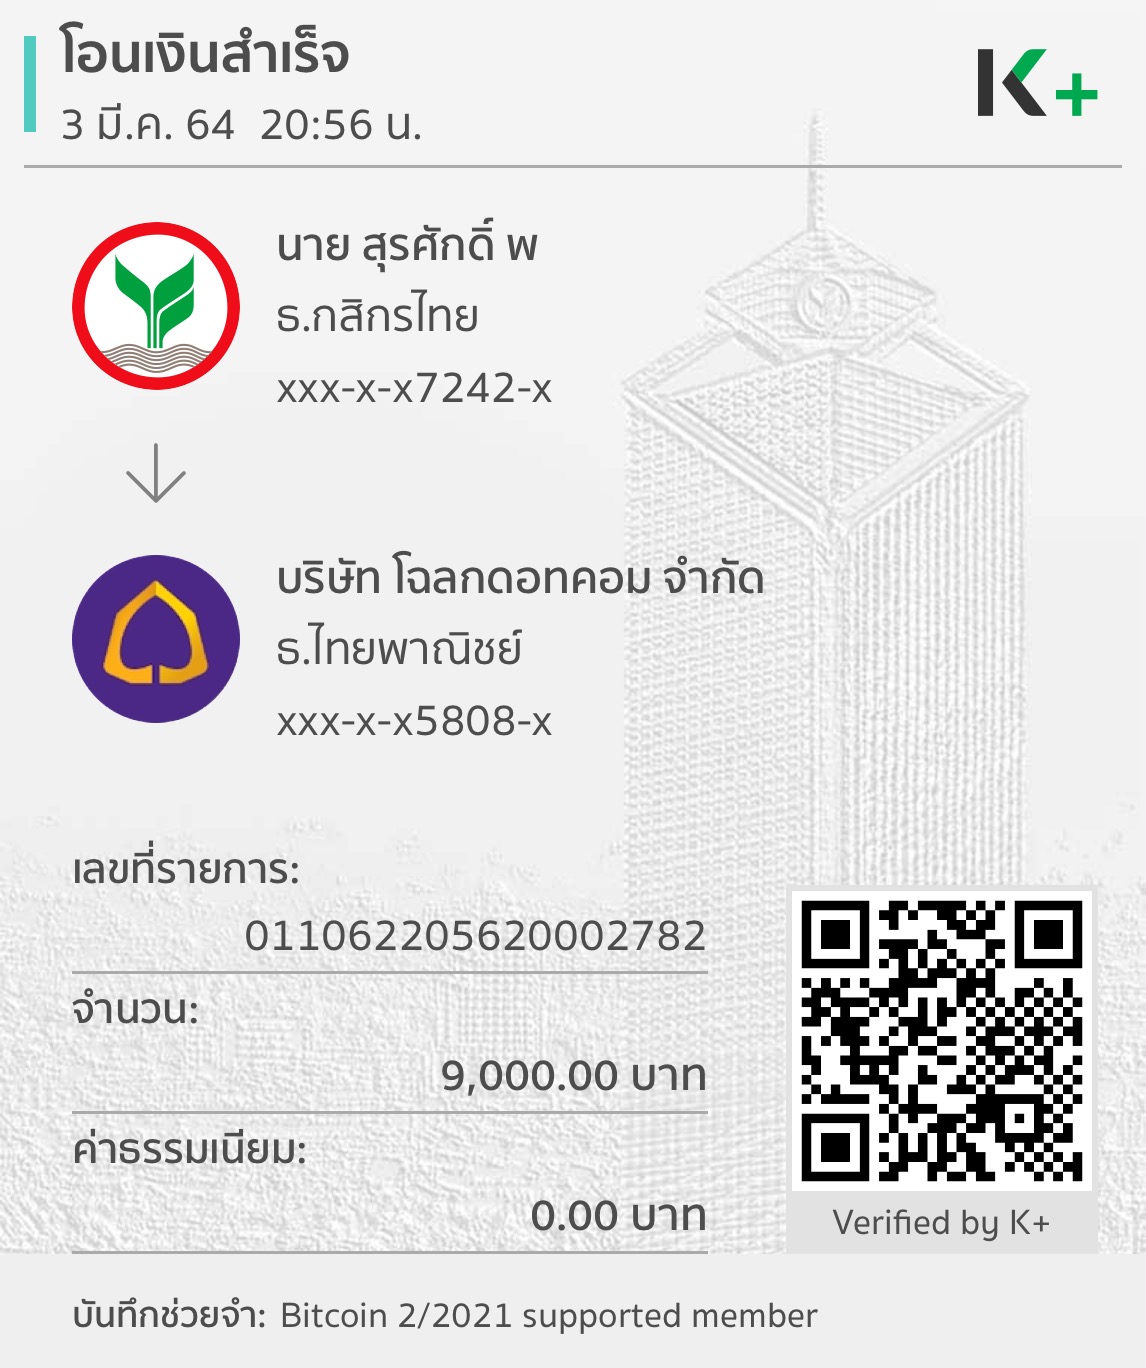 โอนเงินสำเร็จ
3 มี.ค. 64 20:56 น.
K+
นาย สุรศักดิ์ พ
ธ.กสิกรไทย
xxx-x-x7242-x
บริษัท โฉลกดอทคอม จำกัด
ธ.ไทยพาณิชย์
xxx-x-x5808-x
เลขที่รายการ:
011062205620002782
จำนวน:
9,000.00 บาท
ค่าธรรมเนียม:
0.00 บาท
Verified by K+
บันทึกช่วยจำ: Bitcoin 2/2021 supported member